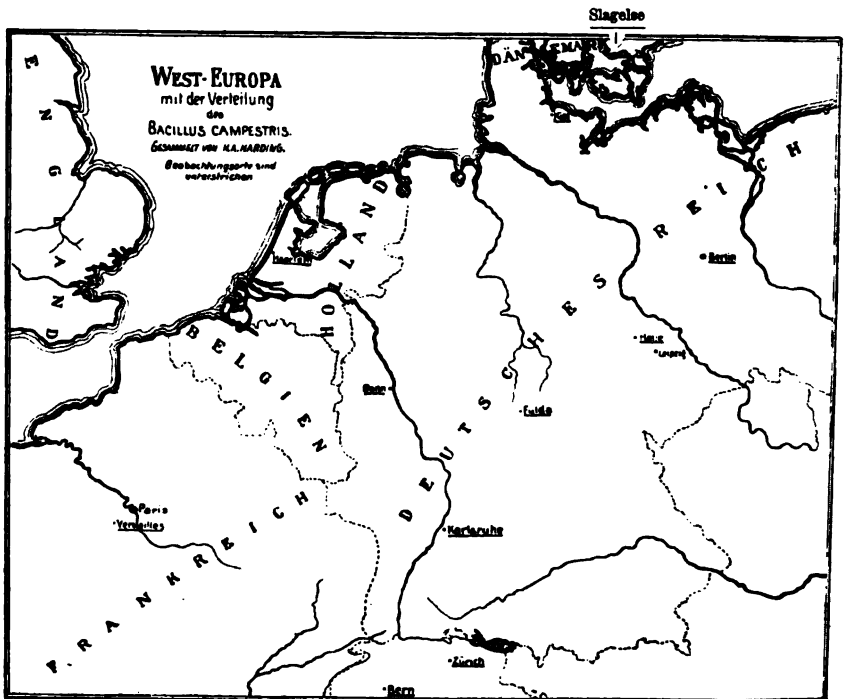 Slagelse
DÄNEMARK
WEST-EUROPA
mit der Verteilung
des
BACILLUS CAMPESTRIS.
GESAMMELT VON H.A. HARDING.
Beobachtungsorte sind
unterstrichen
ENGLAND
Kiel
DEUTSCHES REICH
HOLLAND
Haarlem
Berlin
BELGIEN
Halle
Leipzig
Bonn
Fulda
Paris
Versailles
Karlsruhe
FRANKREICH
Zürich
Bern